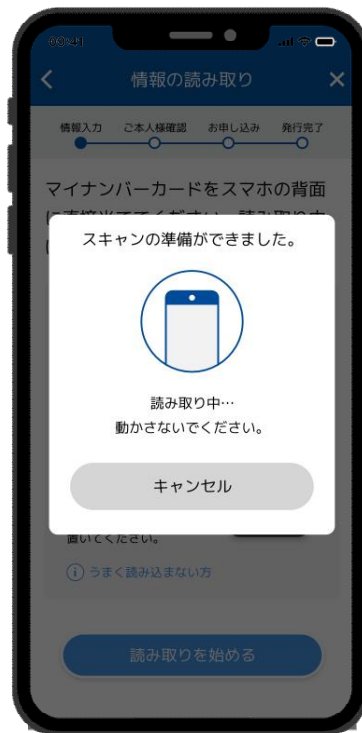 09:41
情報の読み取り
情報入力 ご本人様確認 お申し込み 発行完了
マイナンバーカードをスマホの背面
スキャンの準備ができました。
読み取り中…
動かさないでください。
キャンセル
置いてください。
うまく読み込まない方
読み取りを始める